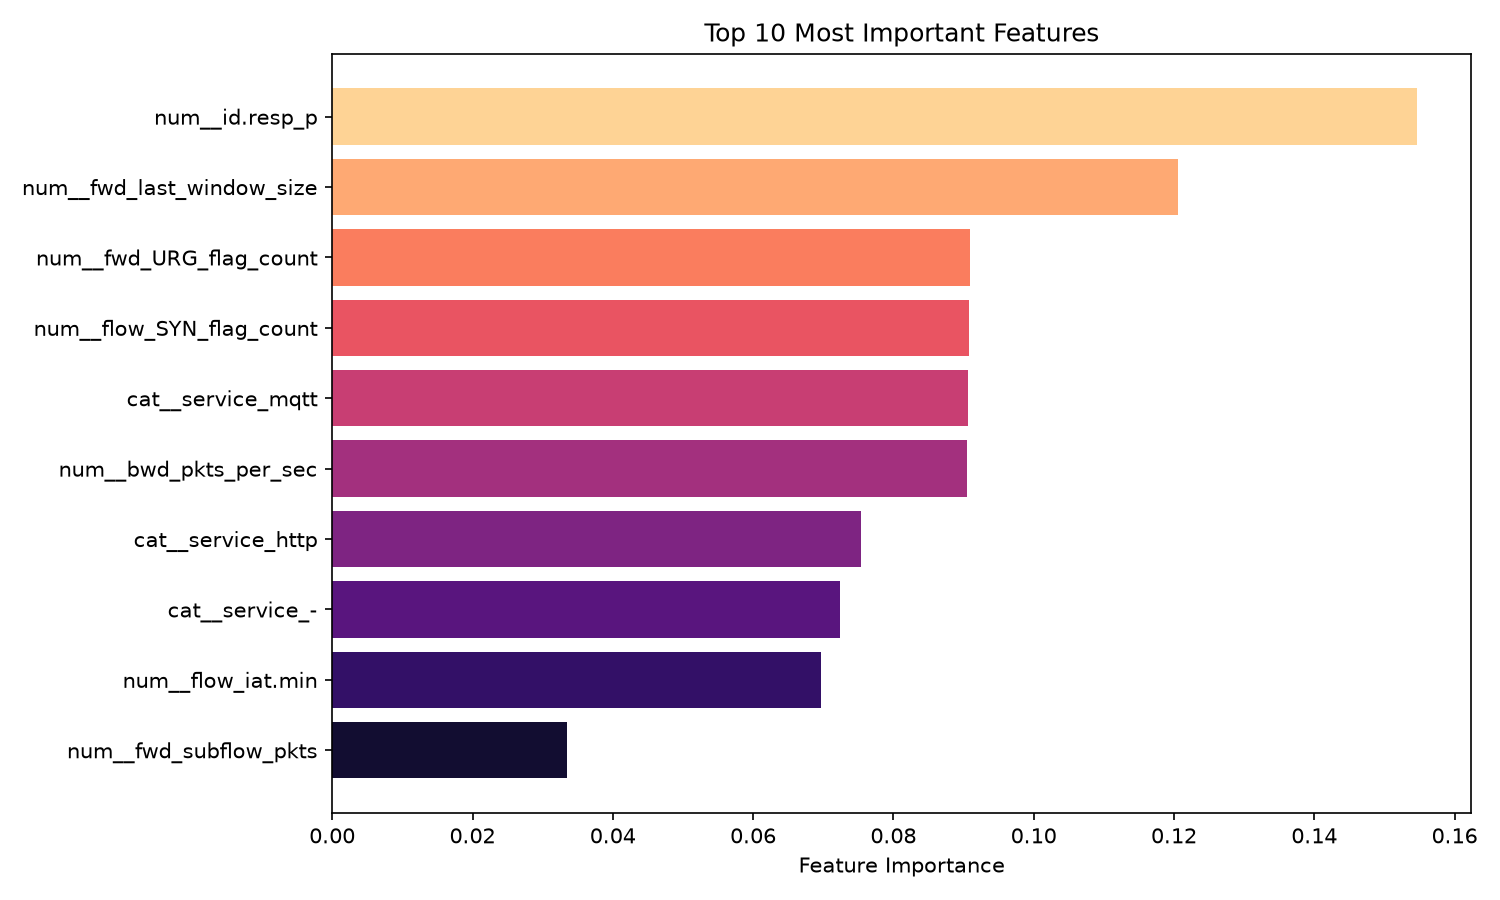 Top 10 Most Important Features
num__id.resp_p
num__fwd_last_window_size
num__fwd_URG_flag_count
num__flow_SYN_flag_count
cat__service_mqtt
num__bwd_pkts_per_sec
cat__service_http
cat__service_-
num__flow_iat.min
num__fwd_subflow_pkts
0.00 0.02 0.04 0.06 0.08 0.10 0.12 0.14 0.16
Feature Importance